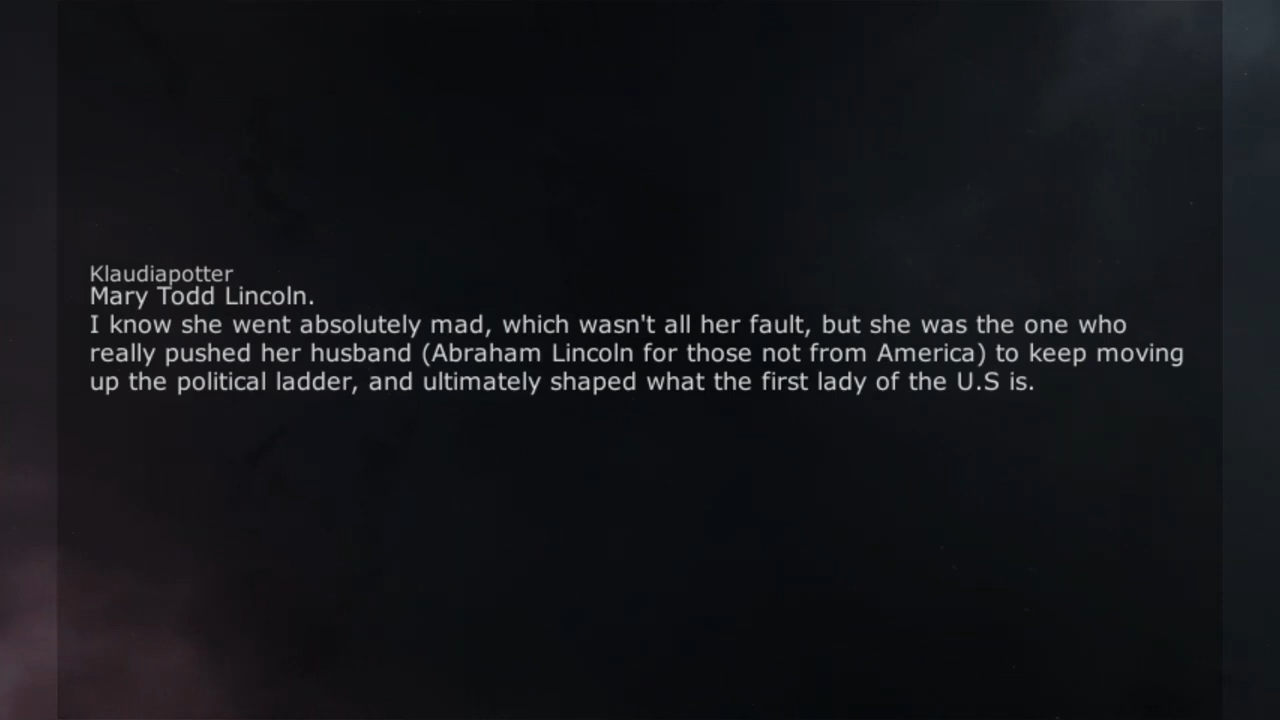 Klaudiapotter
Mary Todd Lincoln.
I know she went absolutely mad, which wasn't all her fault, but she was the one who
really pushed her husband (Abraham Lincoln for those not from America) to keep moving
up the political ladder, and ultimately shaped what the first lady of the U.S is.